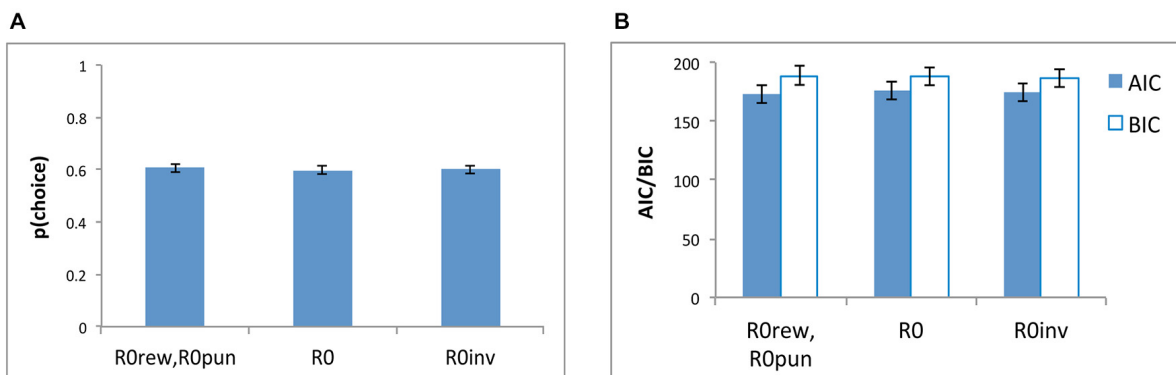 A
1
0.8
0.6
0.4
0.2
0
p(choice)
R0rew,R0pun
R0
R0inv
B
200
150
100
50
0
AIC/BIC
R0rew,
R0pun
R0
R0inv
AIC
BIC